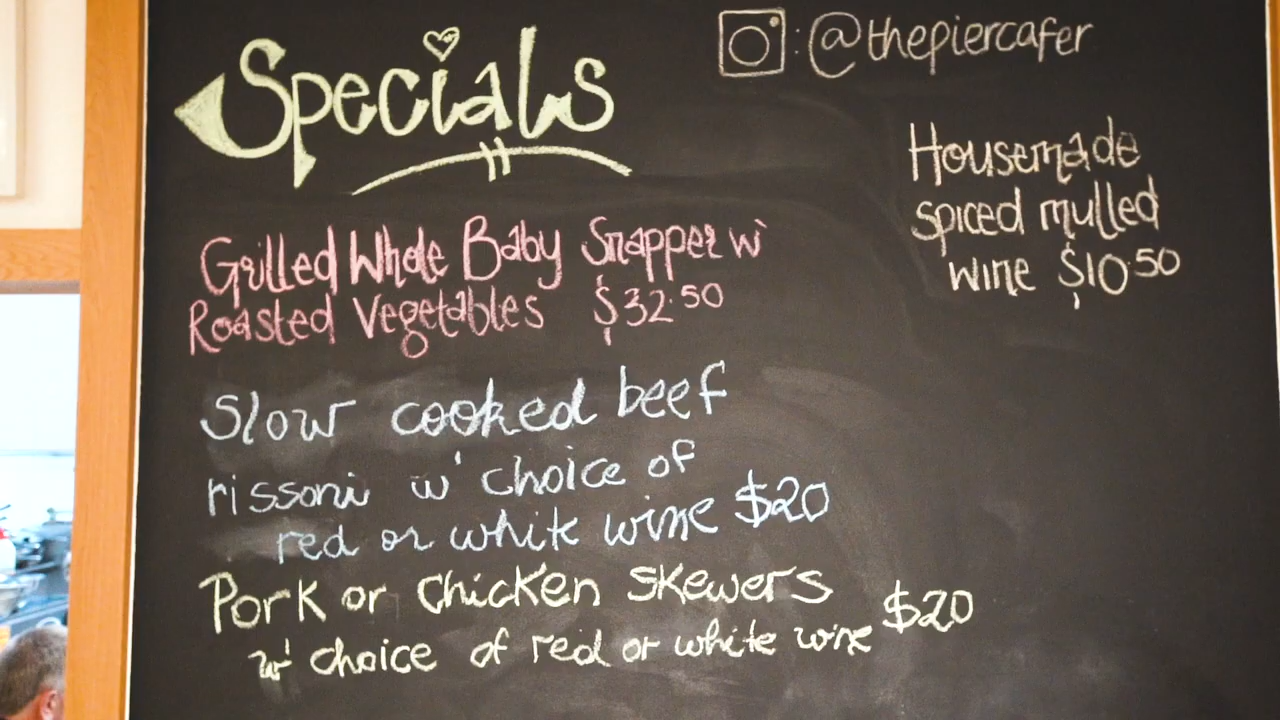 Specials
:@thepiercafer
Housemade
spiced mulled
wine $10.50
Grilled Whole Baby Snapper w'
Roasted Vegetables $32.50
Slow cooked beef
rissoni w' choice of
red or white wine $20
Pork or chicken skewers
w' choice of red or white wine $20